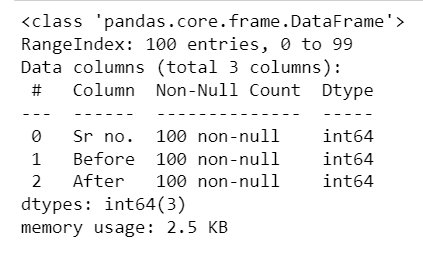 <class 'pandas.core.frame.DataFrame'>
RangeIndex: 100 entries, 0 to 99
Data columns (total 3 columns):
 #   Column   Non-Null Count  Dtype
---  ------   --------------  -----
 0   Sr no.   100 non-null    int64
 1   Before   100 non-null    int64
 2   After    100 non-null    int64
dtypes: int64(3)
memory usage: 2.5 KB